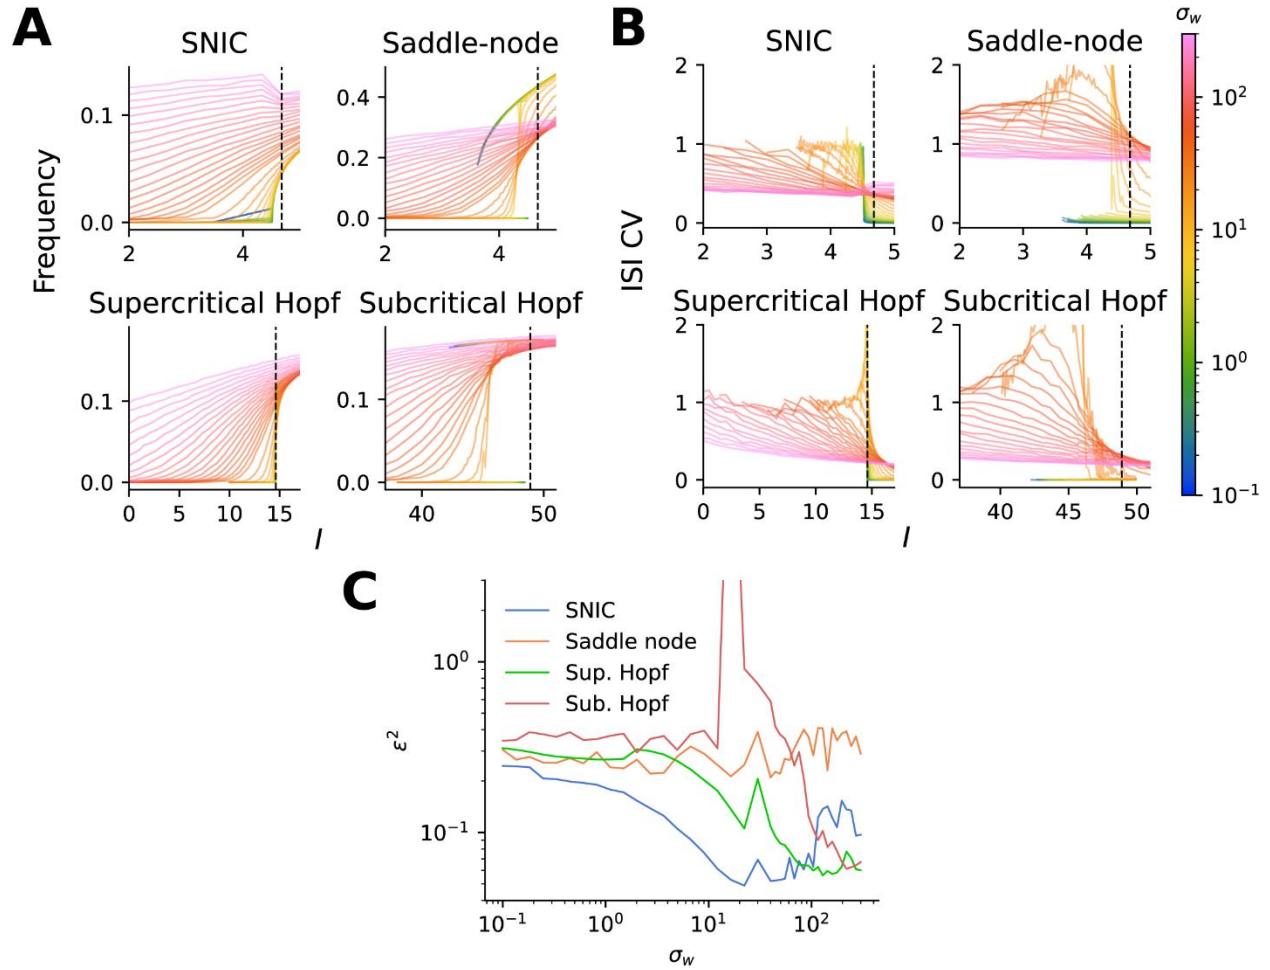 A
B
SNIC
Saddle-node
SNIC
Saddle-node
σw
Frequency
0.1
0.0
2
4
0.4
0.2
0.0
2
4
ISI CV
2
1
0
2
3
4
5
2
1
0
2
3
4
5
10²
10¹
10⁰
10⁻¹
Supercritical Hopf
Subcritical Hopf
Supercritical Hopf
Subcritical Hopf
0.1
0.0
0
5
10
15
0.1
0.0
40
50
I
2
1
0
0
5
10
15
2
1
0
40
45
50
I
C
ε²
10⁰
10⁻¹
SNIC
Saddle node
Sup. Hopf
Sub. Hopf
10⁻¹
10⁰
10¹
10²
σw